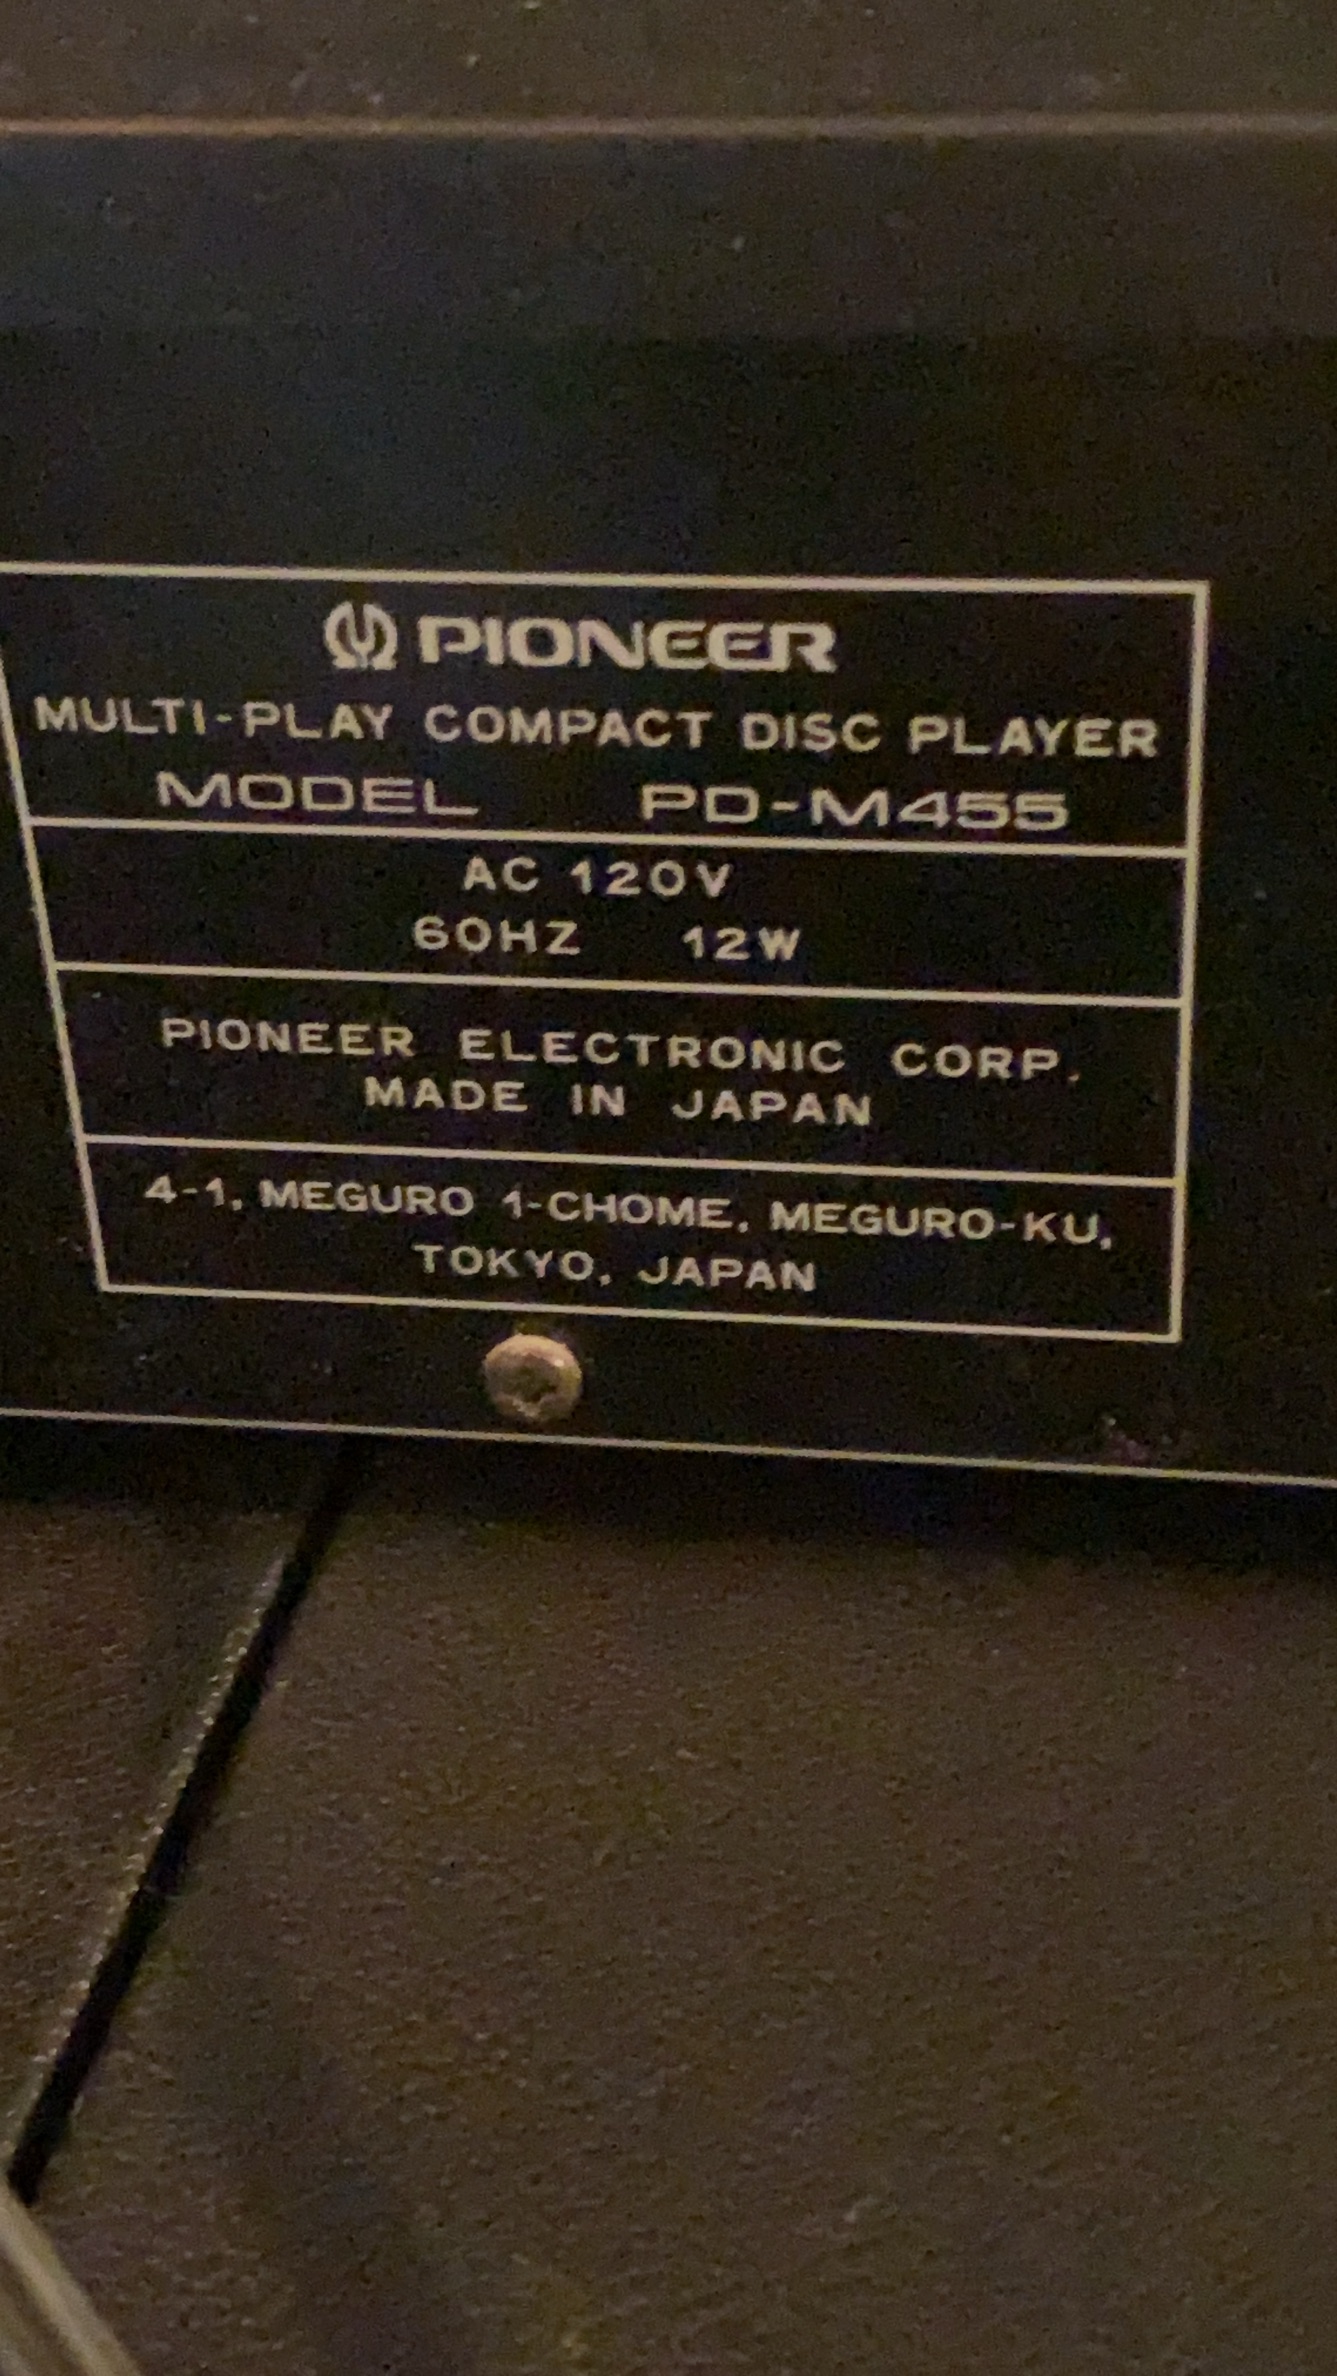 PIONEER
MULTI-PLAY COMPACT DISC PLAYER
MODEL PD-M455
AC 120V
60HZ 12W
PIONEER ELECTRONIC CORP.
MADE IN JAPAN
4-1, MEGURO 1-CHOME, MEGURO-KU,
TOKYO, JAPAN